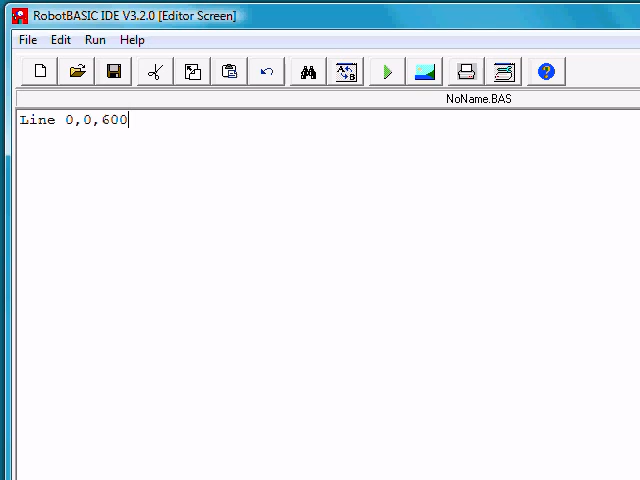 RobotBASIC IDE V3.2.0 [Editor Screen]
File Edit Run Help
A B
?
NoName.BAS
Line 0,0,600